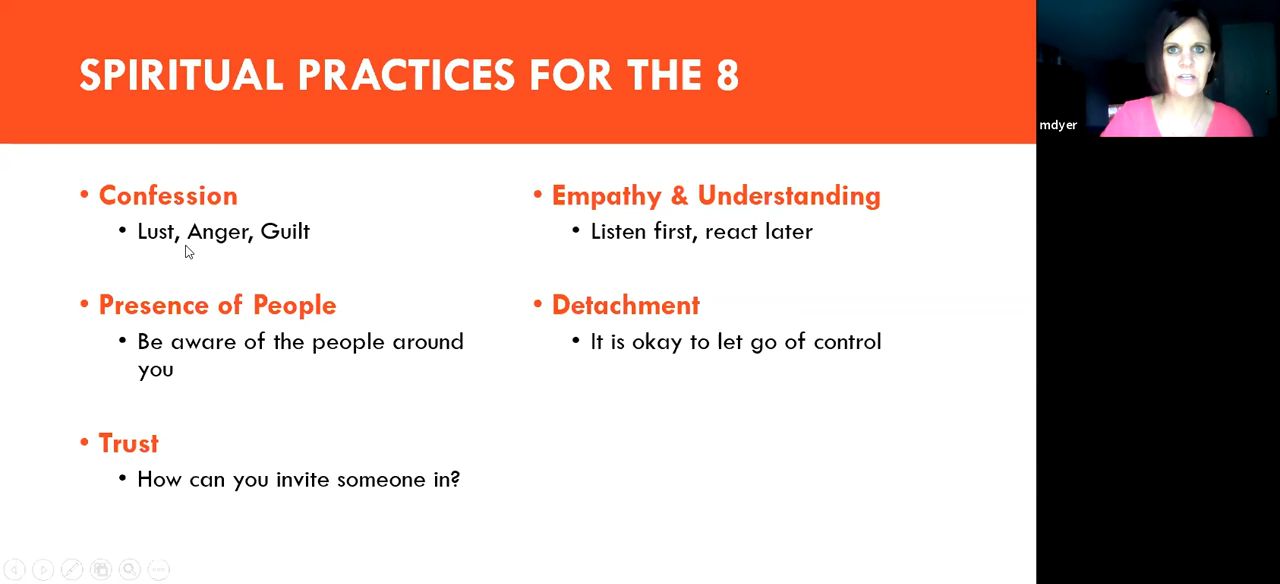 SPIRITUAL PRACTICES FOR THE 8
• Confession
• Lust, Anger, Guilt
• Presence of People
• Be aware of the people around
you
• Trust
• How can you invite someone in?
• Empathy & Understanding
• Listen first, react later
• Detachment
• It is okay to let go of control
mdyer